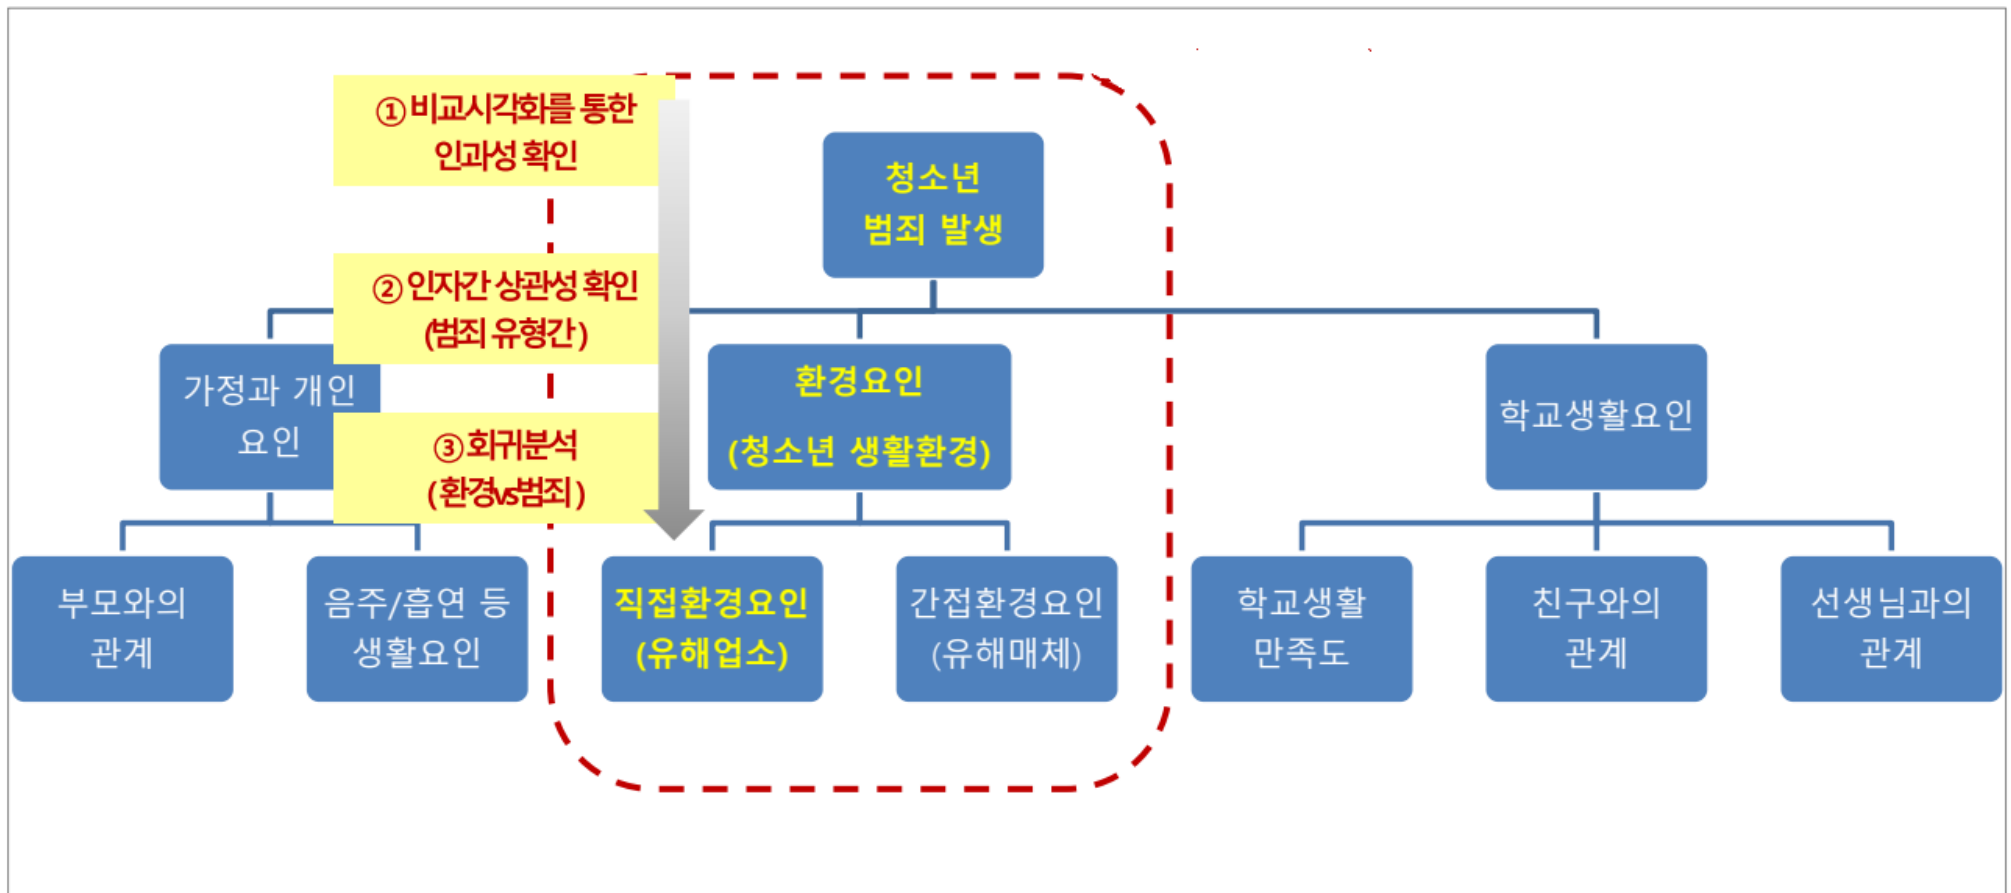 ① 비교시각화를 통한
인과성 확인
청소년
범죄 발생
② 인자간 상관성 확인
(범죄 유형간)
가정과 개인
요인
③ 회귀분석
(환경vs범죄)
환경요인
(청소년 생활환경)
학교생활요인
부모와의
관계
음주/흡연 등
생활요인
직접환경요인
(유해업소)
간접환경요인
(유해매체)
학교생활
만족도
친구와의
관계
선생님과의
관계